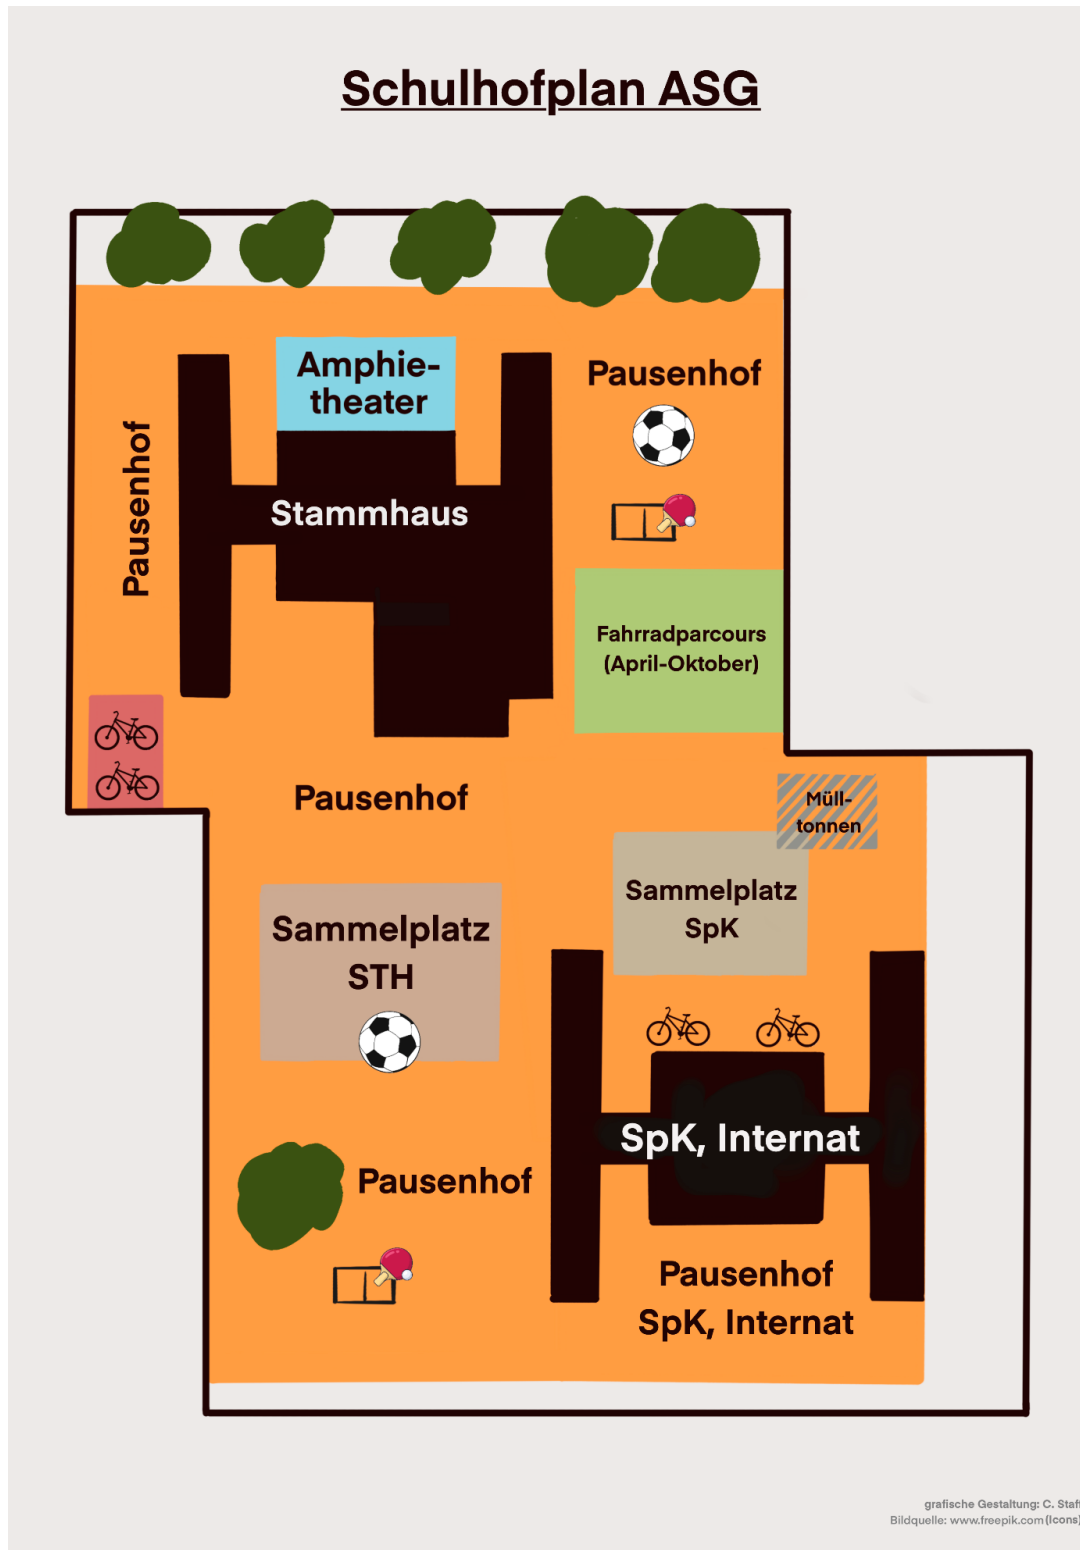 Schulhofplan ASG
Amphie-
theater
Pausenhof
Pausenhof
Stammhaus
Fahrradparcours
(April-Oktober)
Pausenhof
Müll-
tonnen
Sammelplatz
SpK
Sammelplatz
STH
SpK, Internat
Pausenhof
Pausenhof
SpK, Internat
grafische Gestaltung: C. Staff
Bildquelle: www.freepik.com (Icons)